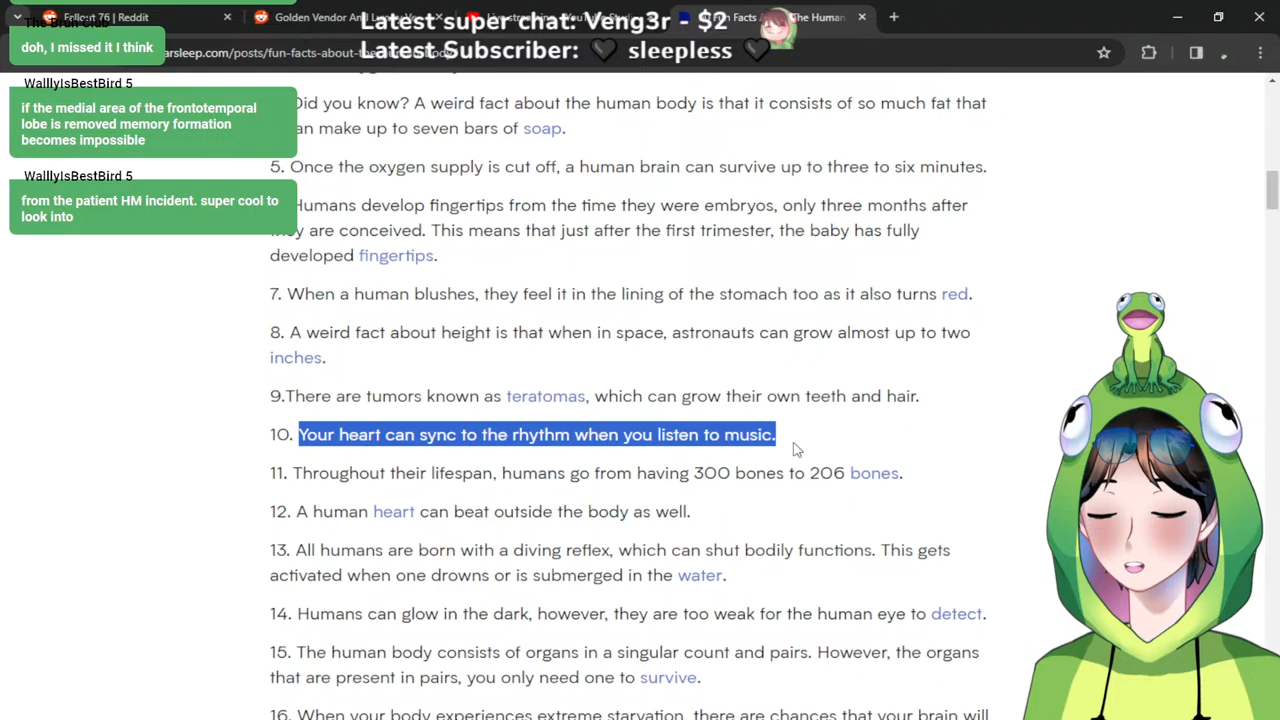 Fallout 76 | Reddit
Golden Vendor And
The Human
Latest super chat: Veng3r - $2
Latest Subscriber: 🖤 sleepless 🖤
arsleep.com/posts/fun-facts-about-the-
The Bruh Club
doh, I missed it I think
WalllyIsBestBird 5
if the medial area of the frontotemporal
lobe is removed memory formation
becomes impossible
WalllyIsBestBird 5
from the patient HM incident. super cool to
look into
Did you know? A weird fact about the human body is that it consists of so much fat that
an make up to seven bars of soap.
5. Once the oxygen supply is cut off, a human brain can survive up to three to six minutes.
Humans develop fingertips from the time they were embryos, only three months after
they are conceived. This means that just after the first trimester, the baby has fully
developed fingertips.
7. When a human blushes, they feel it in the lining of the stomach too as it also turns red.
8. A weird fact about height is that when in space, astronauts can grow almost up to two
inches.
9.There are tumors known as teratomas, which can grow their own teeth and hair.
10. Your heart can sync to the rhythm when you listen to music.
11. Throughout their lifespan, humans go from having 300 bones to 206 bones.
12. A human heart can beat outside the body as well.
13. All humans are born with a diving reflex, which can shut bodily functions. This gets
activated when one drowns or is submerged in the water.
14. Humans can glow in the dark, however, they are too weak for the human eye to detect.
15. The human body consists of organs in a singular count and pairs. However, the organs
that are present in pairs, you only need one to survive.
16. When your body experiences extreme starvation, there are chances that your brain will